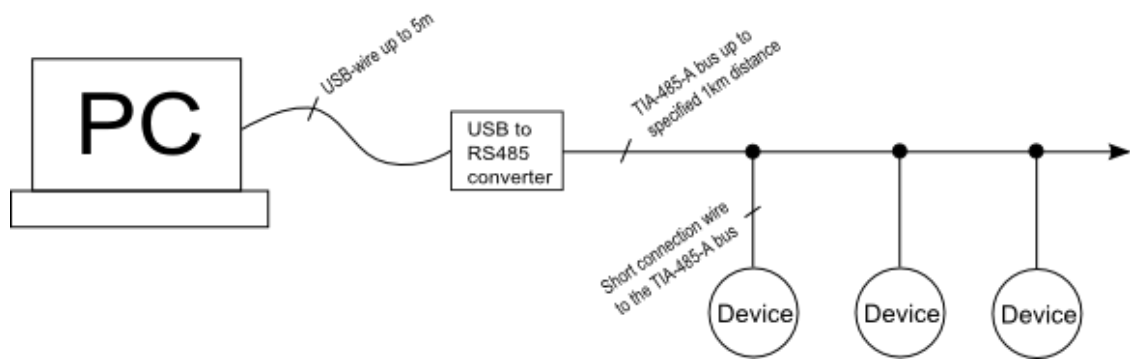 PC
USB-wire up to 5m
USB to
RS485
converter
TIA-485-A bus up to
specified 1km distance
Short connection wire
to the TIA-485-A bus
Device
Device
Device